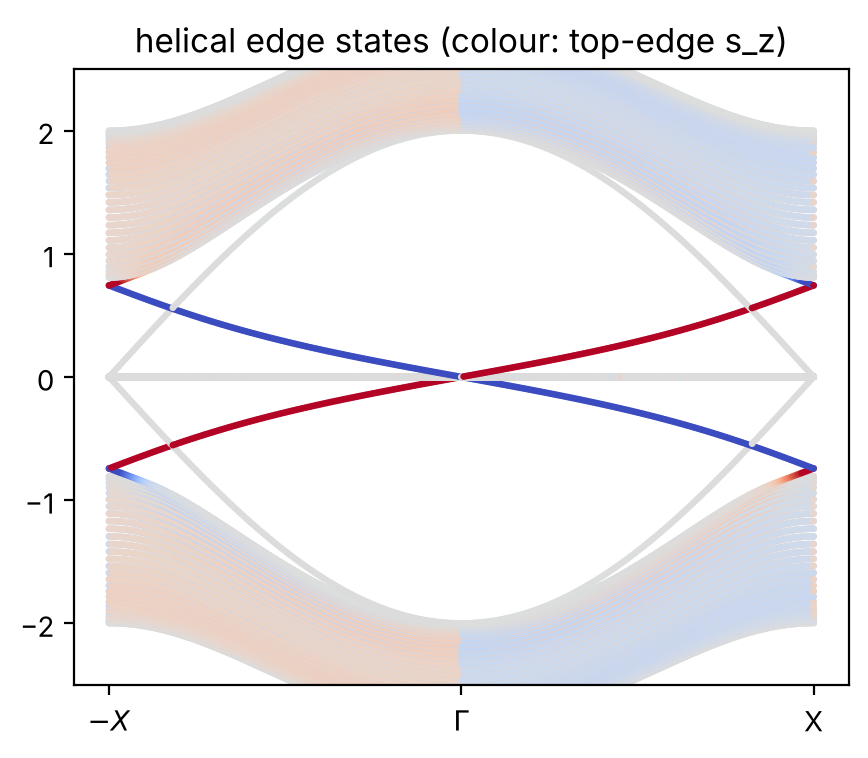 helical edge states (colour: top-edge s_z)
2
1
0
−1
−2
−X Γ X